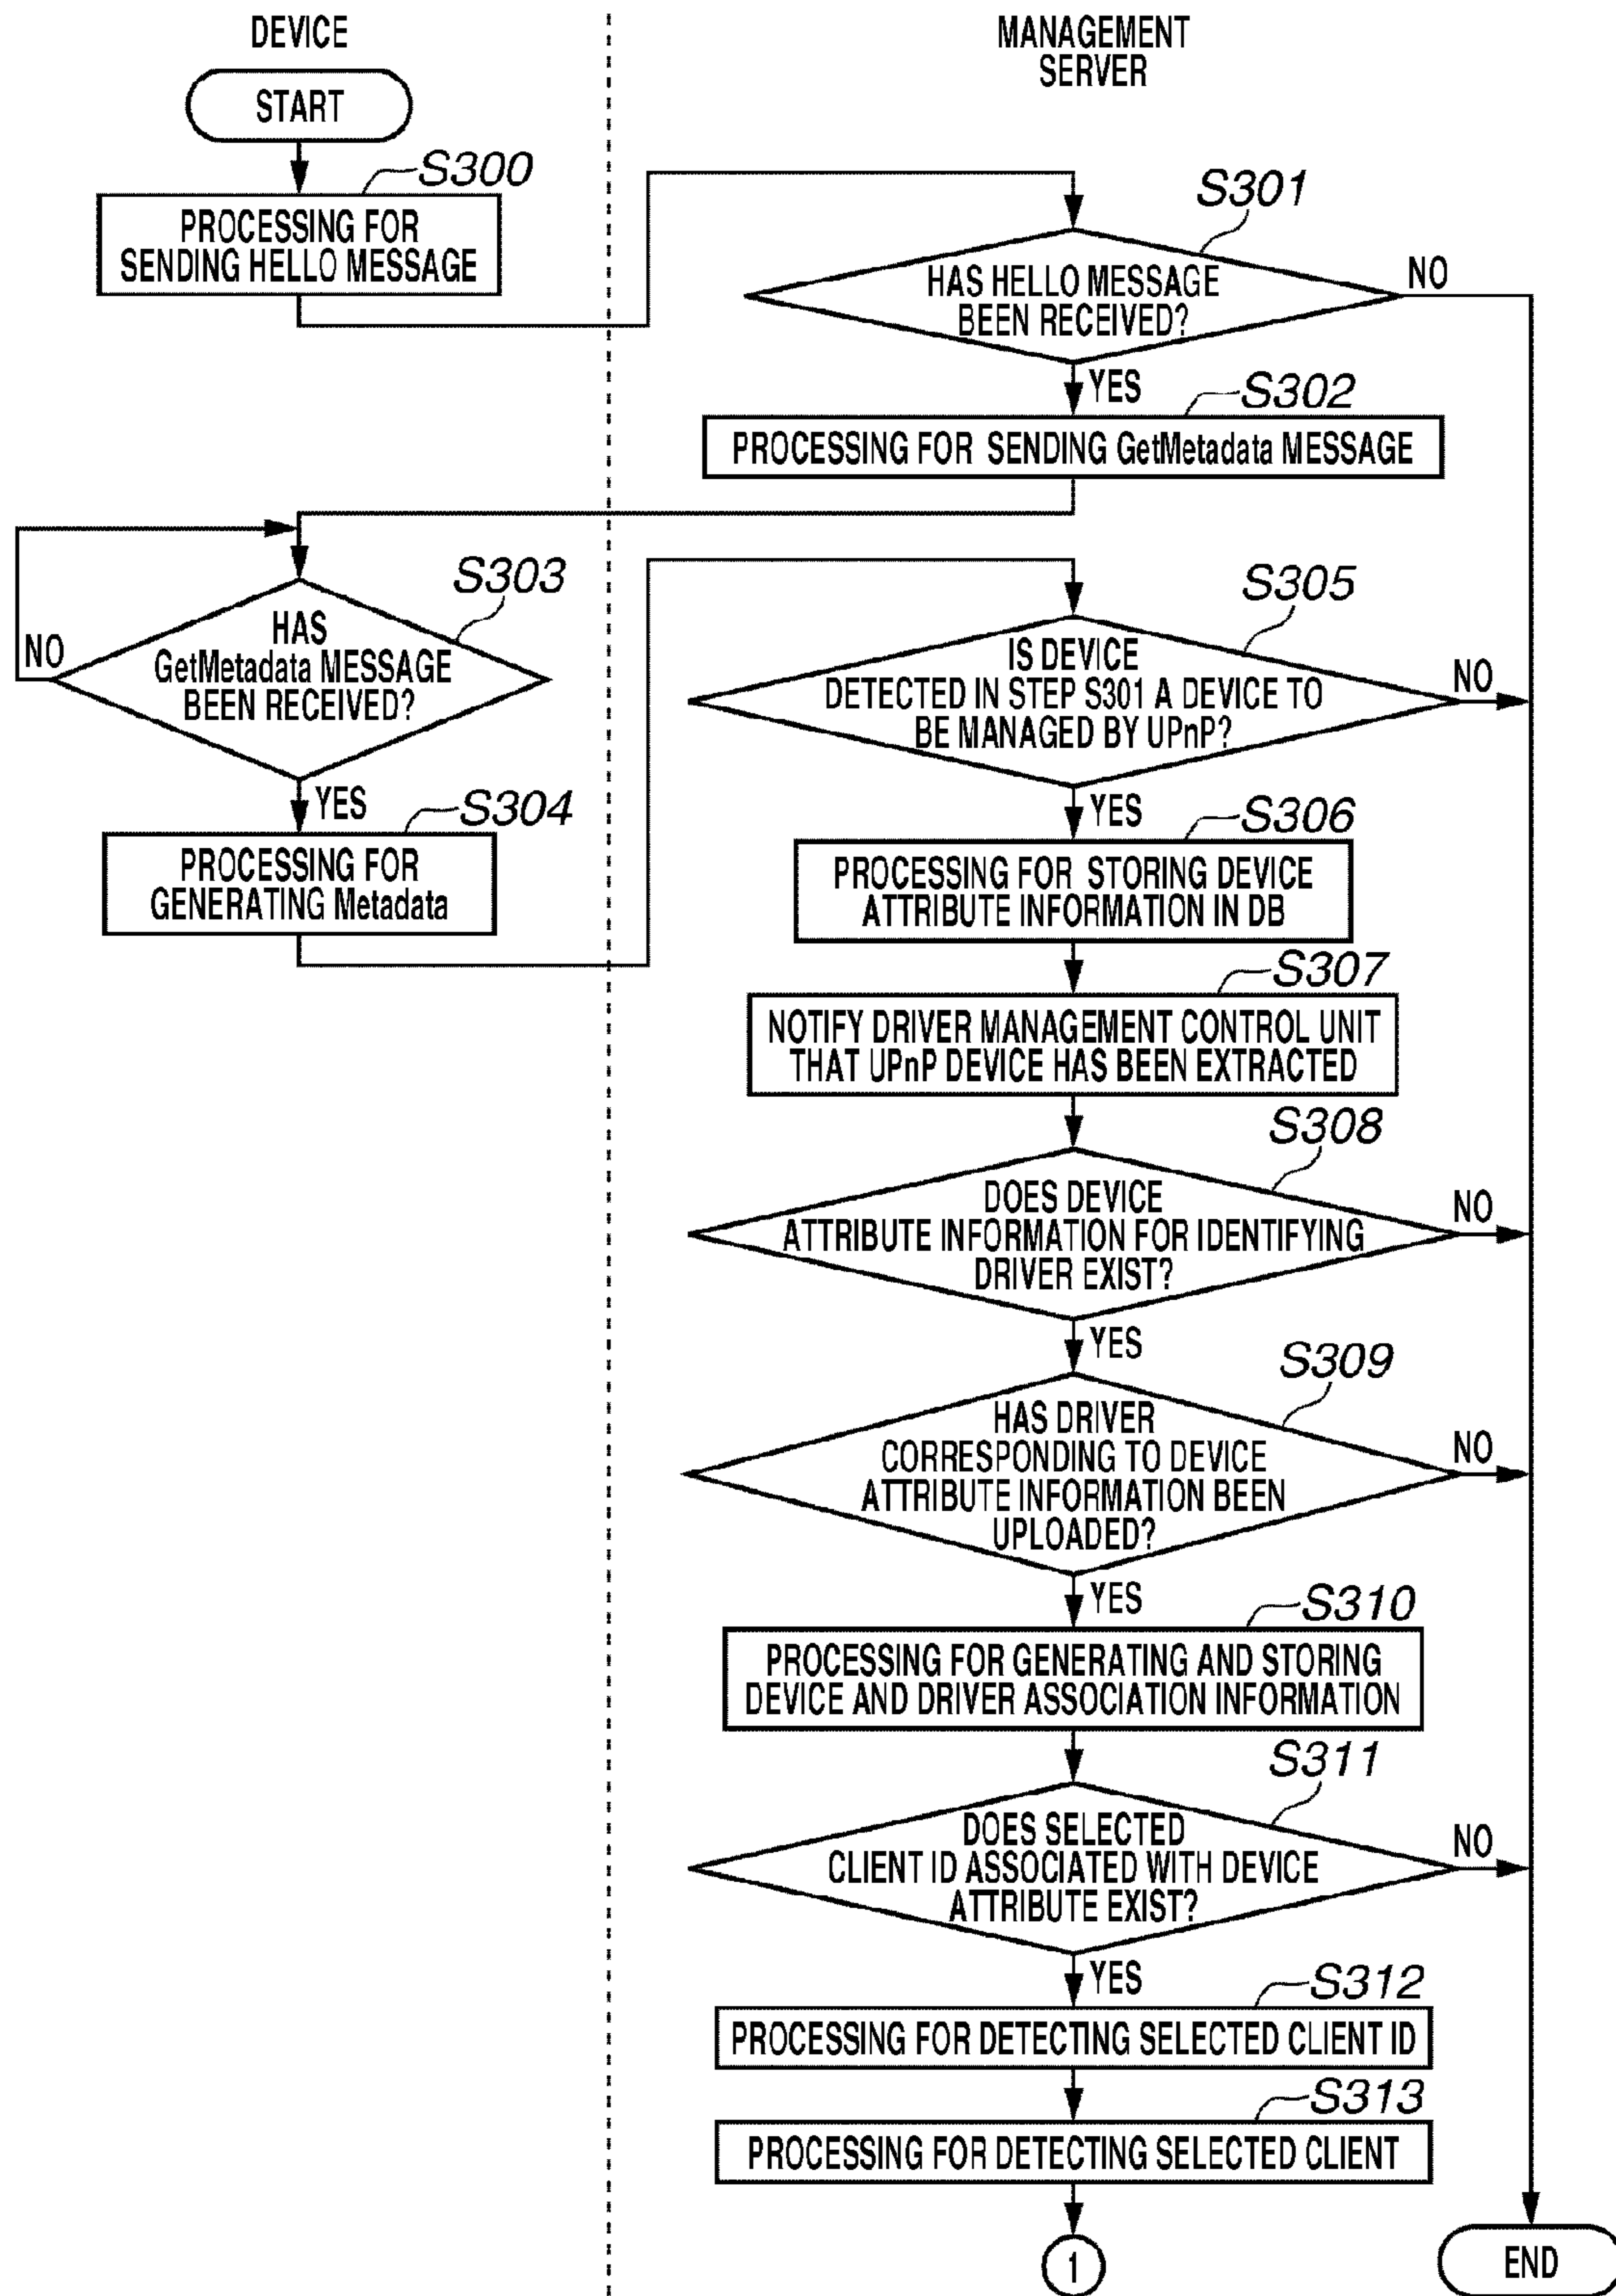 DEVICE
MANAGEMENT
SERVER
START
S300
PROCESSING FOR
SENDING HELLO MESSAGE
S301
HAS HELLO MESSAGE
BEEN RECEIVED?
NO
YES
S302
PROCESSING FOR SENDING GetMetadata MESSAGE
S303
HAS
GetMetadata MESSAGE
BEEN RECEIVED?
NO
YES
S304
PROCESSING FOR
GENERATING Metadata
S305
IS DEVICE
DETECTED IN STEP S301 A DEVICE TO
BE MANAGED BY UPnP?
NO
YES
S306
PROCESSING FOR STORING DEVICE
ATTRIBUTE INFORMATION IN DB
S307
NOTIFY DRIVER MANAGEMENT CONTROL UNIT
THAT UPnP DEVICE HAS BEEN EXTRACTED
S308
DOES DEVICE
ATTRIBUTE INFORMATION FOR IDENTIFYING
DRIVER EXIST?
NO
YES
S309
HAS DRIVER
CORRESPONDING TO DEVICE
ATTRIBUTE INFORMATION BEEN
UPLOADED?
NO
YES
S310
PROCESSING FOR GENERATING AND STORING
DEVICE AND DRIVER ASSOCIATION INFORMATION
S311
DOES SELECTED
CLIENT ID ASSOCIATED WITH DEVICE
ATTRIBUTE EXIST?
NO
YES
S312
PROCESSING FOR DETECTING SELECTED CLIENT ID
S313
PROCESSING FOR DETECTING SELECTED CLIENT
1
END